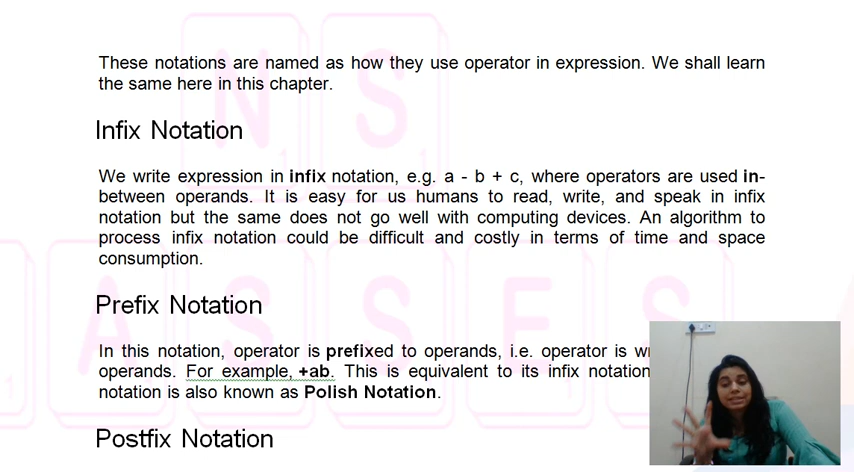 These notations are named as how they use operator in expression. We shall learn
the same here in this chapter.
Infix Notation
We write expression in infix notation, e.g. a - b + c, where operators are used in-
between operands. It is easy for us humans to read, write, and speak in infix
notation but the same does not go well with computing devices. An algorithm to
process infix notation could be difficult and costly in terms of time and space
consumption.
Prefix Notation
In this notation, operator is prefixed to operands, i.e. operator is
operands. For example, +ab. This is equivalent to its infix notation
notation is also known as Polish Notation.
Postfix Notation
N S
A S S E S